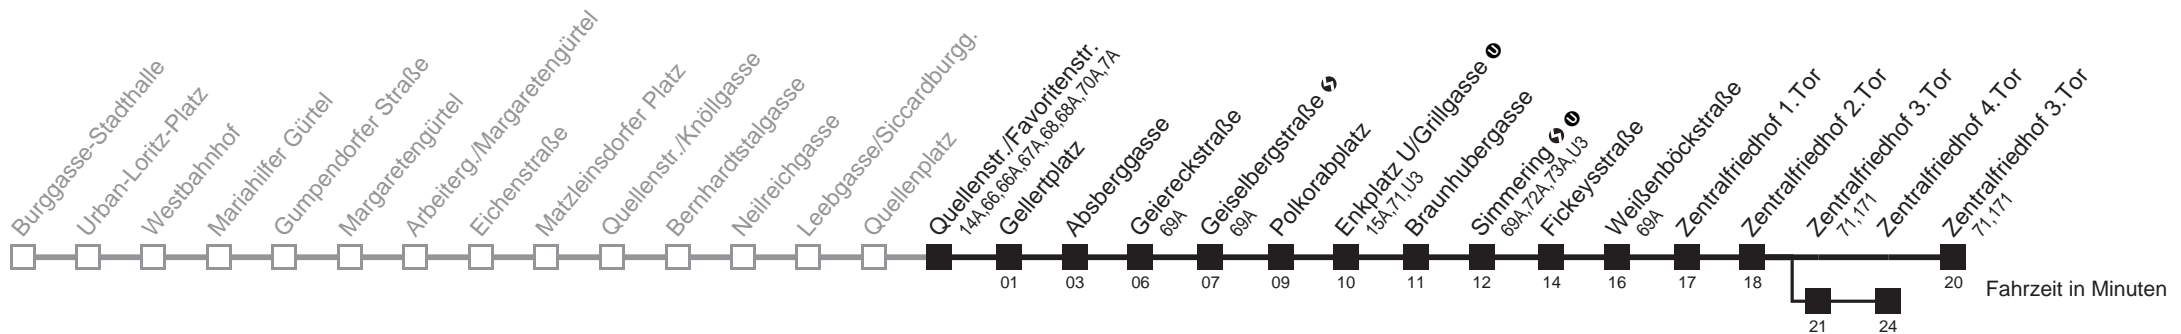 Burggasse-Stadthalle
Urban-Loritz-Platz
Westbahnhof
Mariahilfer Gürtel
Gumpendorfer Straße
Margaretengürtel
Arbeiterg./Margaretengürtel
Eichenstraße
Matzleinsdorfer Platz
Quellenstr./Knöllgasse
Bernhardtstalgasse
Neilreichgasse
Leebgasse/Siccardburgg.
Quellenplatz
Quellenstr./Favoritenstr.
14A,66,66A,67A,68,68A,70A,7A
Gellertplatz
Absberggasse
Geiereckstraße
69A
Geiselbergstraße
69A
Polkorabplatz
Enkplatz U/Grillgasse U
15A,71,U3
Braunhubergasse
Simmering U
69A,72A,73A,U3
Fickeysstraße
Weißenböckstraße
69A
Zentralfriedhof 1.Tor
Zentralfriedhof 2.Tor
Zentralfriedhof 3.Tor
71,171
Zentralfriedhof 4.Tor
Zentralfriedhof 3.Tor
71,171
01 03 06 07 09 10 11 12 14 16 17 18 20
Fahrzeit in Minuten
21 24